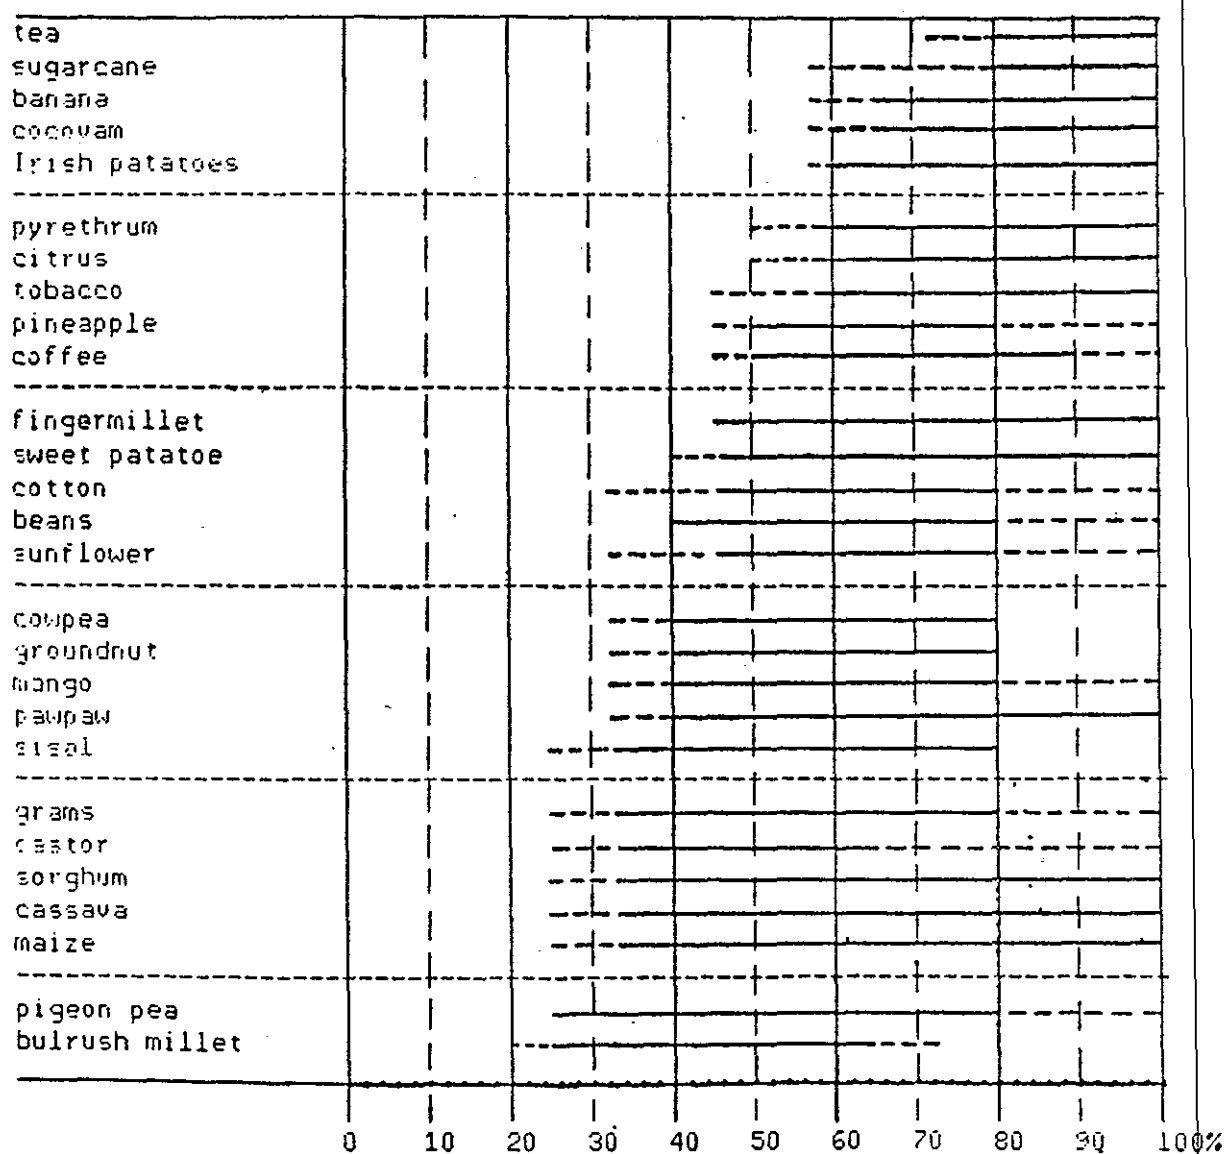 tea
sugarcane
banana
cocoyam
Irish patatoes
pyrethrum
citrus
tobacco
pineapple
coffee
fingermillet
sweet patatoe
cotton
beans
sunflower
cowpea
groundnut
mango
pawpaw
sisal
grams
castor
sorghum
cassava
maize
pigeon pea
bulrush millet
0 10 20 30 40 50 60 70 80 90 100%